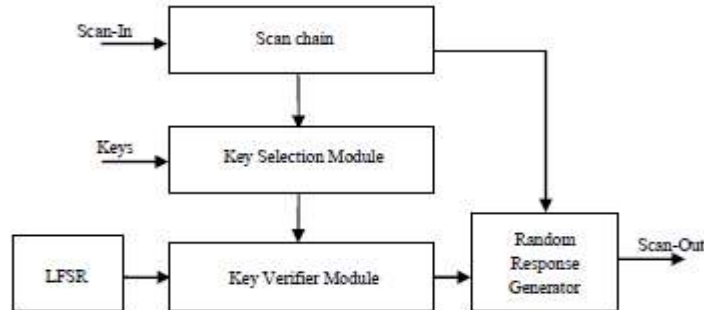 Scan-In
Scan chain
Keys
Key Selection Module
LFSR
Key Verifier Module
Random
Response
Generator
Scan-Out